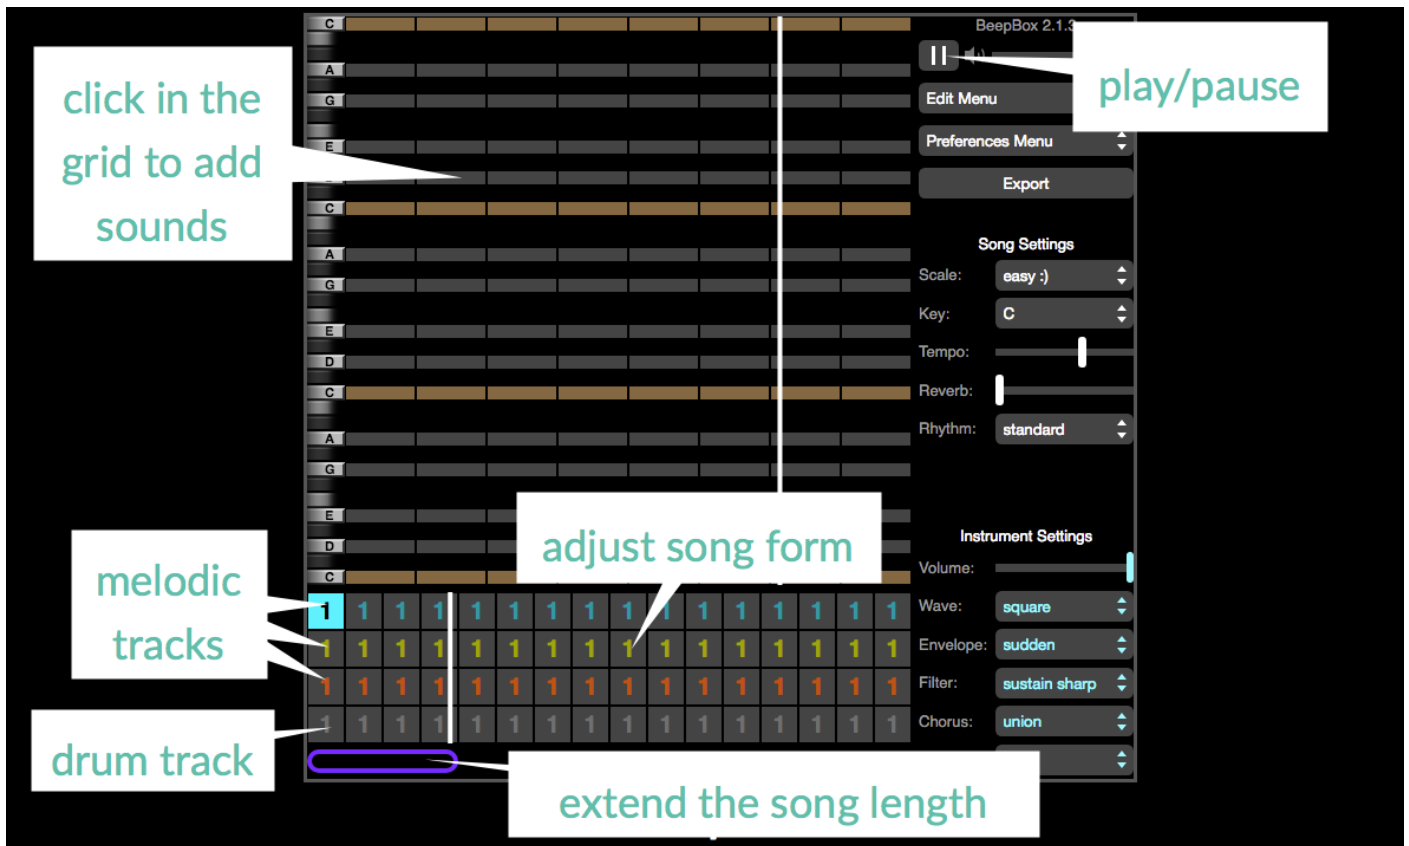 BeepBox 2.1.3
click in the
grid to add
sounds
play/pause
Edit Menu
Preferences Menu
Export
C
A
G
E
C
A
G
E
D
C
A
G
E
D
C
Song Settings
Scale: easy :)
Key: C
Tempo:
Reverb:
Rhythm: standard
adjust song form
melodic
tracks
drum track
extend the song length
1 1 1 1 1 1 1 1 1 1 1 1 1 1 1 1
1 1 1 1 1 1 1 1 1 1 1 1 1 1 1 1
1 1 1 1 1 1 1 1 1 1 1 1 1 1 1 1
1 1 1 1 1 1 1 1 1 1 1 1 1 1 1 1
Instrument Settings
Volume:
Wave: square
Envelope: sudden
Filter: sustain sharp
Chorus: union